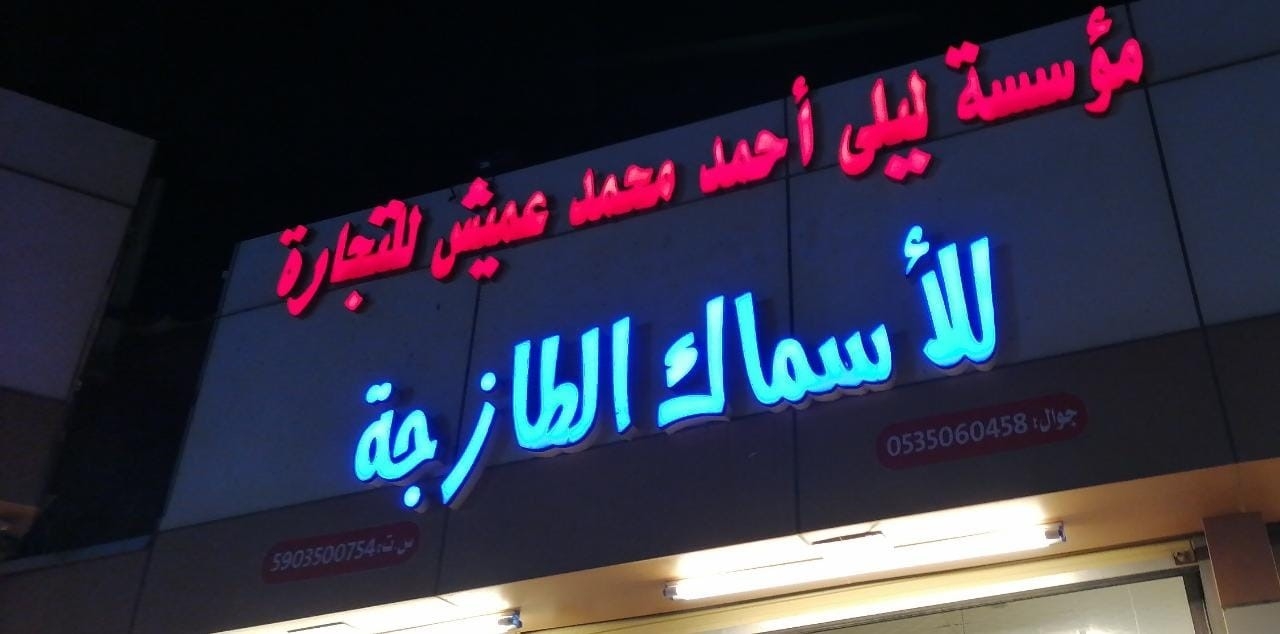 مؤسسة ليلى أحمد محمد عميش للتجارة
للأسماك الطازجة
جوال: 0535060458
س.ت: 5903500754